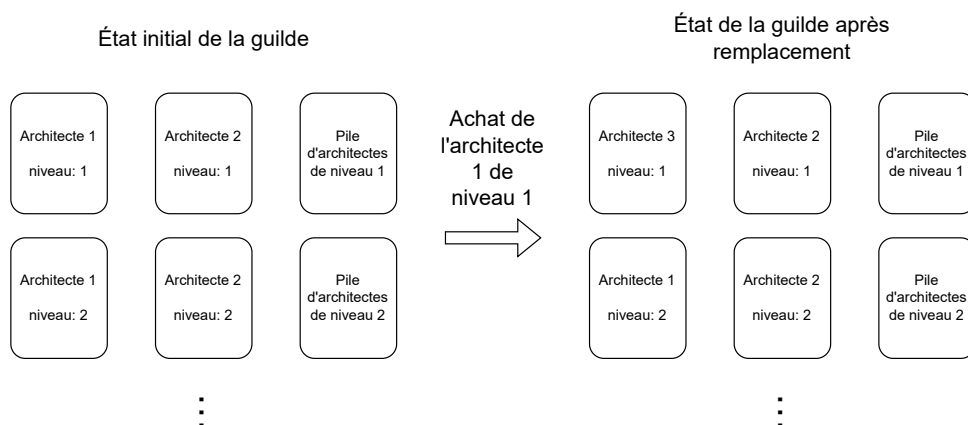 État initial de la guilde
État de la guilde après
remplacement
Architecte 1
niveau: 1
Architecte 2
niveau: 1
Pile
d'architectes
de niveau 1
Achat de
l'architecte
1 de
niveau 1
Architecte 3
niveau: 1
Architecte 2
niveau: 1
Pile
d'architectes
de niveau 1
Architecte 1
niveau: 2
Architecte 2
niveau: 2
Pile
d'architectes
de niveau 2
Architecte 1
niveau: 2
Architecte 2
niveau: 2
Pile
d'architectes
de niveau 2